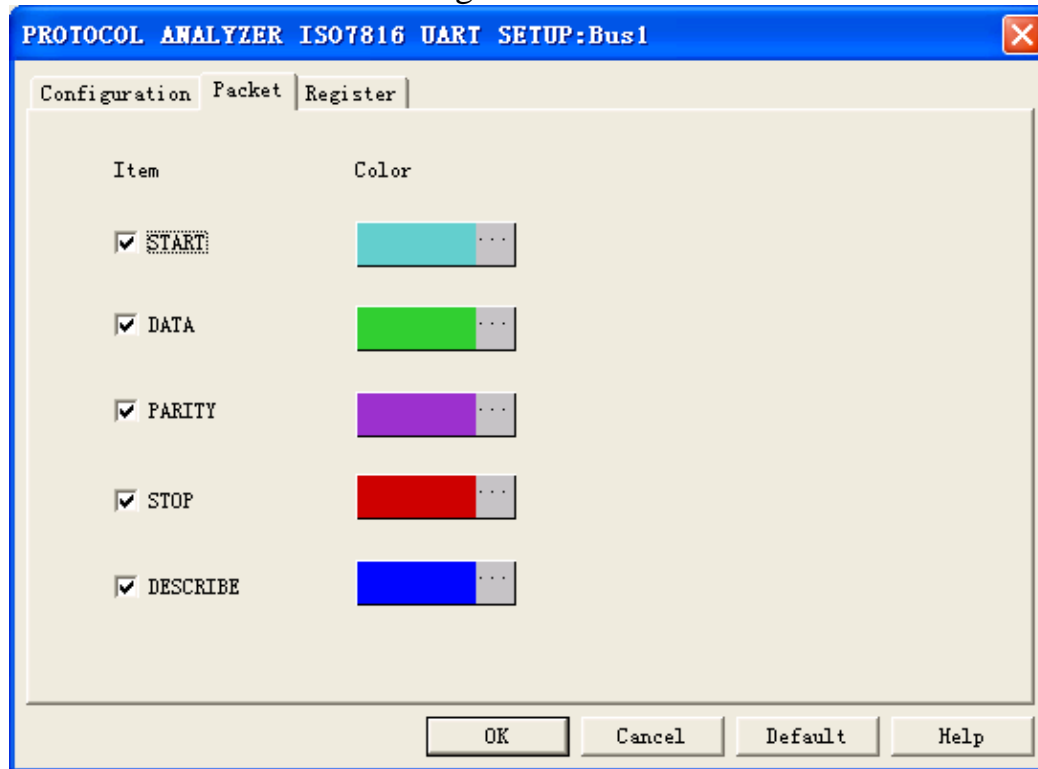 PROTOCOL ANALYZER ISO7816 UART SETUP:Bus1
Configuration Packet Register
Item Color
START ...
DATA ...
PARITY ...
STOP ...
DESCRIBE ...
OK Cancel Default Help